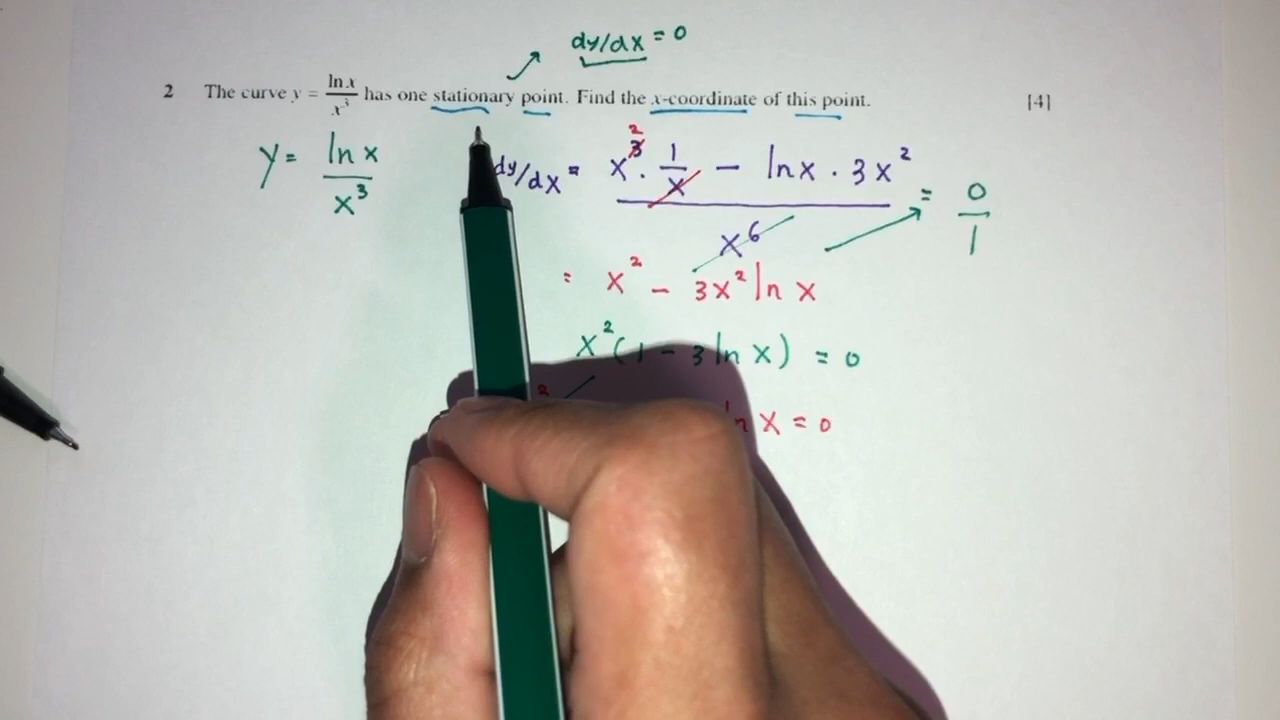 dy/dx = 0
2 The curve y = ln x / x³ has one stationary point. Find the x-coordinate of this point. [4]
y = ln x / x³
dy/dx = x³ ² · 1/x − ln x · 3x² / x⁶ = 0/1
= x² − 3x² ln x
x² (1 − 3 ln x) = 0
² n x = 0